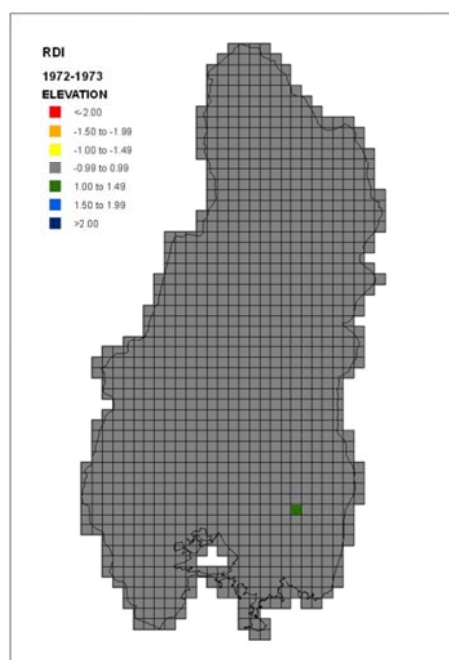 RDI
1972-1973
ELEVATION
<-2.00
-1.50 to -1.99
-1.00 to -1.49
-0.99 to 0.99
1.00 to 1.49
1.50 to 1.99
>2.00